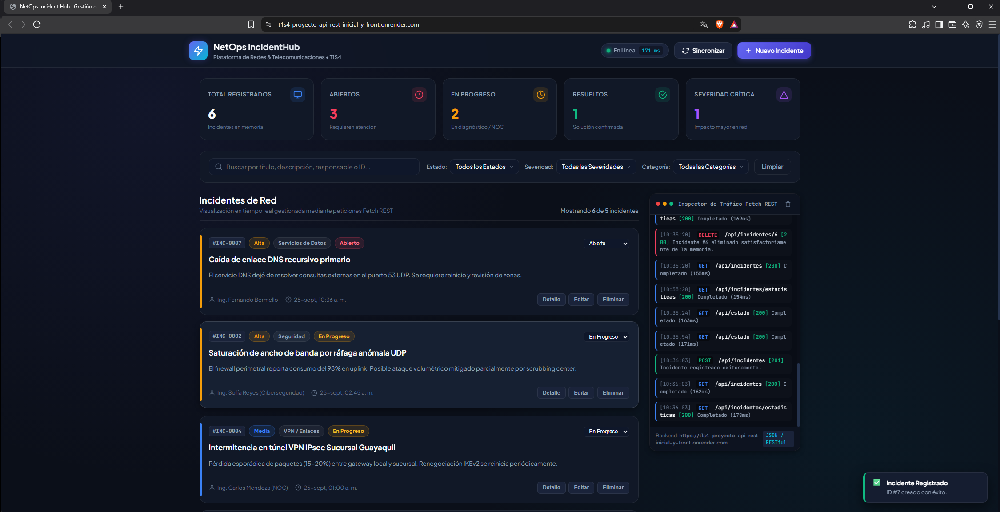 NetOps Incident Hub | Gestión d
t1s4-proyecto-api-rest-inicial-y-front.onrender.com
NetOps IncidentHub
Plataforma de Redes & Telecomunicaciones • T1S4
En Línea 171 ms
Sincronizar
+ Nuevo Incidente
TOTAL REGISTRADOS
6
Incidentes en memoria
ABIERTOS
3
Requieren atención
EN PROGRESO
2
En diagnóstico / NOC
RESUELTOS
1
Solución confirmada
SEVERIDAD CRÍTICA
1
Impacto mayor en red
Buscar por título, descripción, responsable o ID...
Estado: Todos los Estados
Severidad: Todas las Severidades
Categoría: Todas las Categorías
Limpiar
Incidentes de Red
Visualización en tiempo real gestionada mediante peticiones Fetch REST
Mostrando 6 de 5 incidentes
#INC-0007 Alta Servicios de Datos Abierto
Abierto
Caída de enlace DNS recursivo primario
El servicio DNS dejó de resolver consultas externas en el puerto 53 UDP. Se requiere reinicio y revisión de zonas.
Ing. Fernando Bermello 25-sept, 10:36 a. m.
Detalle Editar Eliminar
#INC-0002 Alta Seguridad En Progreso
En Progreso
Saturación de ancho de banda por ráfaga anómala UDP
El firewall perimetral reporta consumo del 98% en uplink. Posible ataque volumétrico mitigado parcialmente por scrubbing center.
Ing. Sofía Reyes (Ciberseguridad) 25-sept, 02:45 a. m.
Detalle Editar Eliminar
#INC-0004 Media VPN / Enlaces En Progreso
En Progreso
Intermitencia en túnel VPN IPsec Sucursal Guayaquil
Pérdida esporádica de paquetes (15-20%) entre gateway local y sucursal. Renegociación IKEv2 se reinicia periódicamente.
Ing. Carlos Mendoza (NOC) 25-sept, 01:00 a. m.
Detalle Editar Eliminar
Inspector de Tráfico Fetch REST
ticas [200] Completado (169ms)
[10:35:20] DELETE /api/incidentes/6 [2
00] Incidente #6 eliminado satisfactoriame
nte de la memoria.
[10:35:20] GET /api/incidentes [200] C
ompletado (155ms)
[10:35:20] GET /api/incidentes/estadis
ticas [200] Completado (154ms)
[10:35:24] GET /api/estado [200] Compl
etado (163ms)
[10:35:54] GET /api/estado [200] Compl
etado (171ms)
[10:36:03] POST /api/incidentes [201]
Incidente registrado exitosamente.
[10:36:03] GET /api/incidentes [200] C
ompletado (162ms)
[10:36:03] GET /api/incidentes/estadis
ticas [200] Completado (178ms)
Backend: https://t1s4-proyecto-api-rest-
inicial-y-front.onrender.com
JSON /
RESTful
Incidente Registrado
ID #7 creado con éxito.